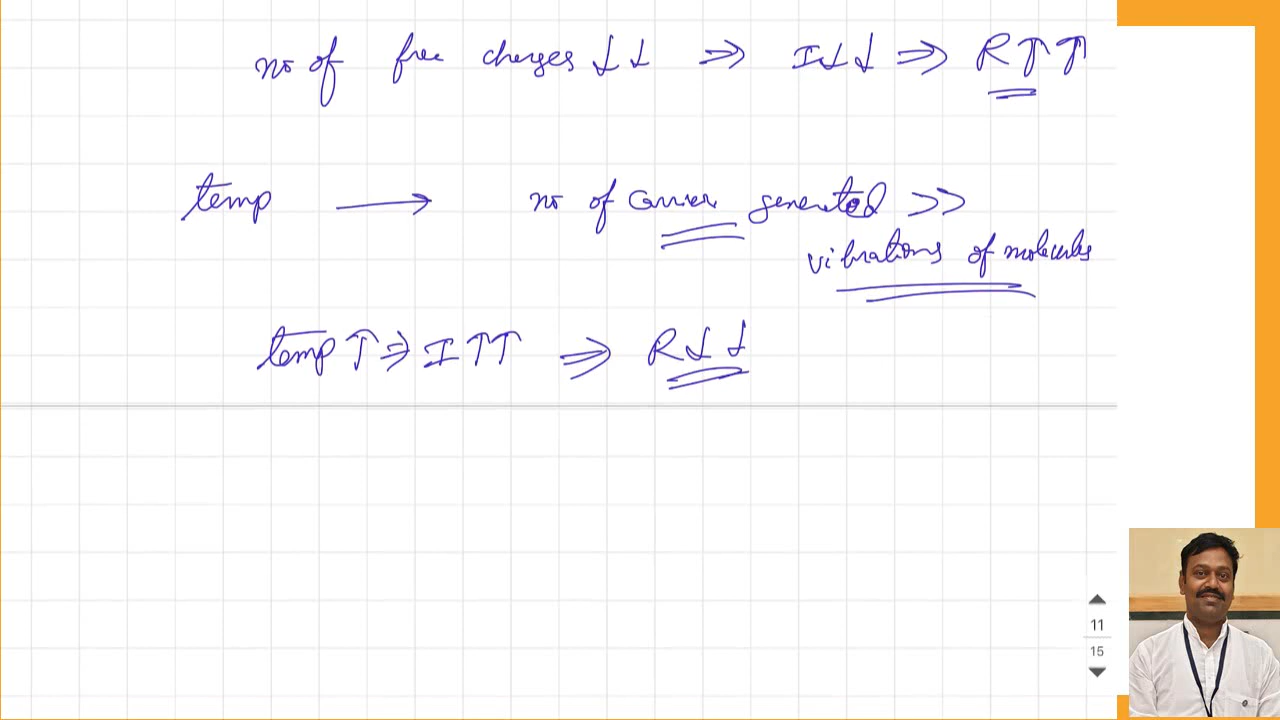 no of free charges ↓ ↓ ⇒ I↓ ↓ ⇒ R↑ ↑
temp → no of carrier generated >>
vibrations of molecules
temp ↑ ⇒ I ↑↑ ⇒ R↓ ↓
11
15